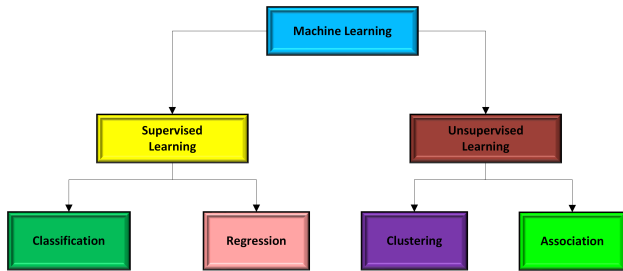 Machine Learning
Supervised
Learning
Unsupervised
Learning
Classification
Regression
Clustering
Association